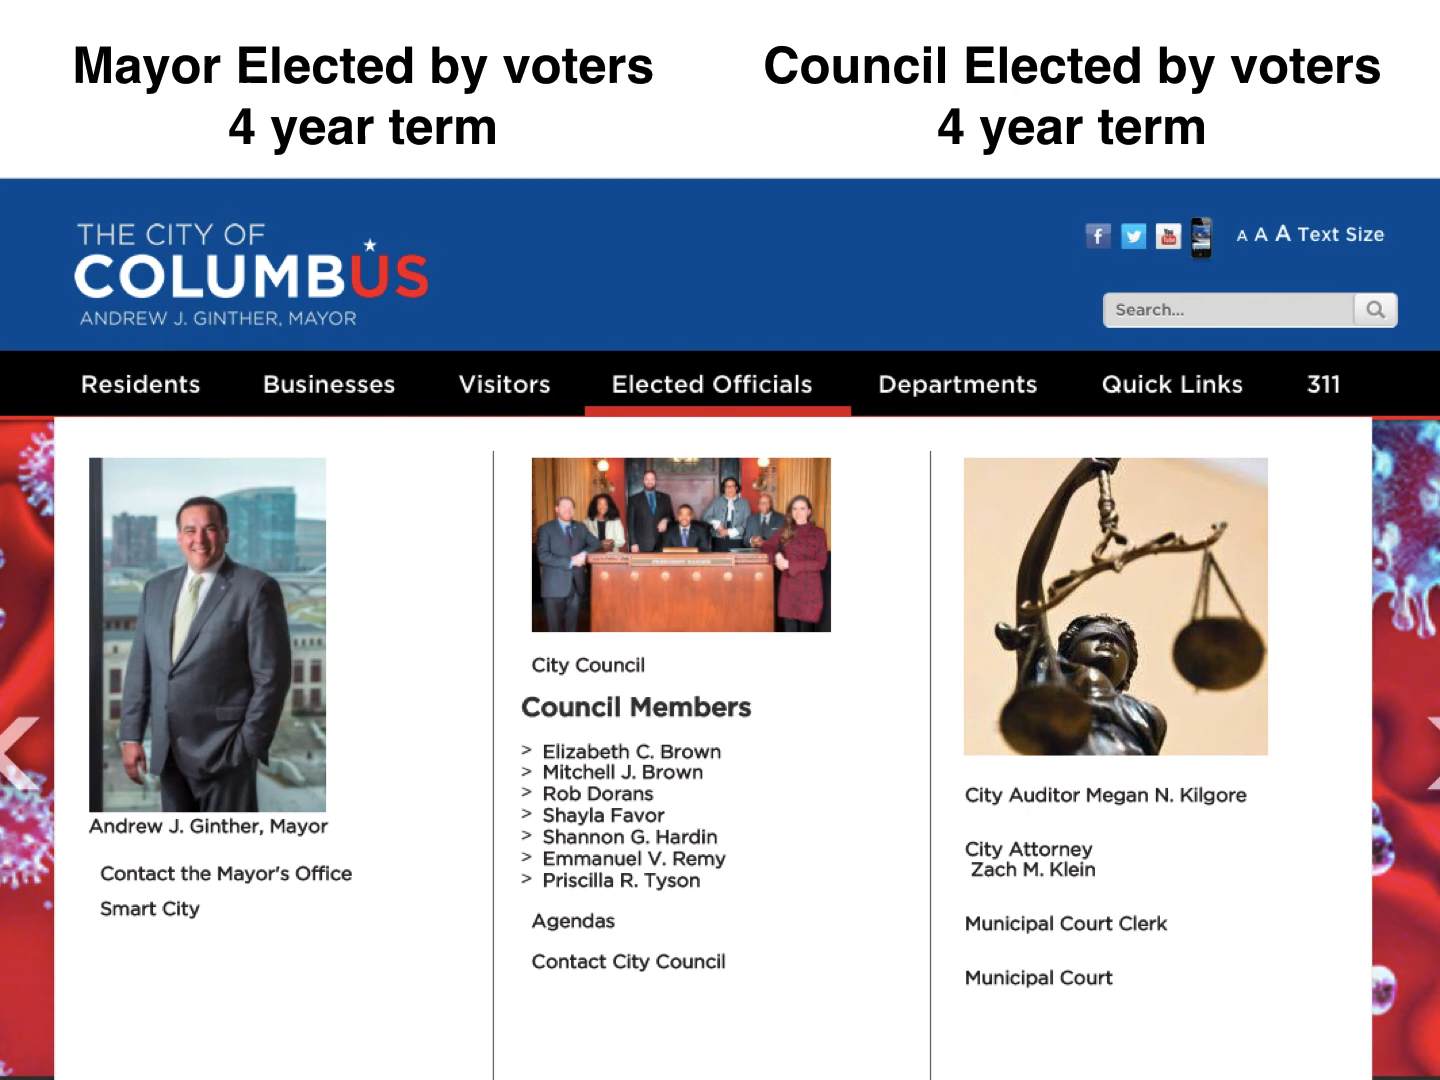 Mayor Elected by voters
4 year term
Council Elected by voters
4 year term
THE CITY OF
COLUMBUS
ANDREW J. GINTHER, MAYOR
A A A Text Size
Search...
Residents Businesses Visitors Elected Officials Departments Quick Links 311
Andrew J. Ginther, Mayor
Contact the Mayor's Office
Smart City
City Council
Council Members
> Elizabeth C. Brown
> Mitchell J. Brown
> Rob Dorans
> Shayla Favor
> Shannon G. Hardin
> Emmanuel V. Remy
> Priscilla R. Tyson
Agendas
Contact City Council
City Auditor Megan N. Kilgore
City Attorney
Zach M. Klein
Municipal Court Clerk
Municipal Court